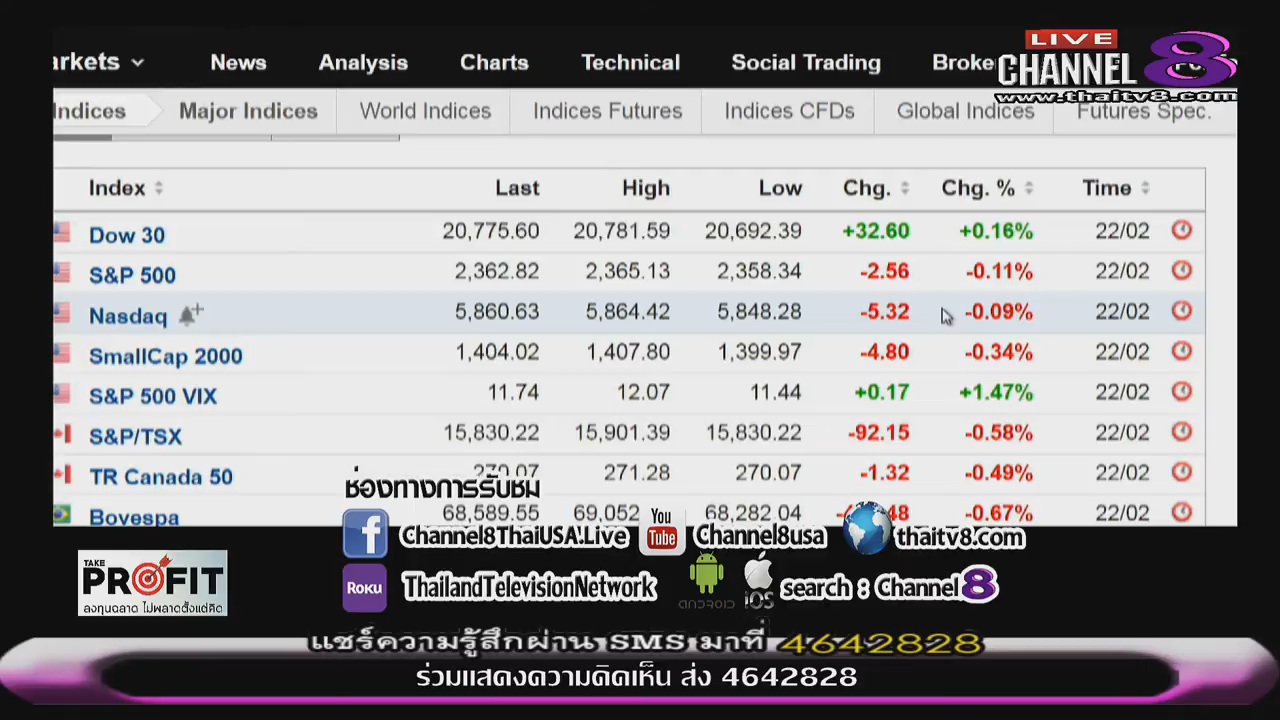 LIVE
CHANNEL 8
www.thaitv8.com
arkets News Analysis Charts Technical Social Trading
Indices Major Indices World Indices Indices Futures Indices CFDs Global Indices Futures Spec.
Index Last High Low Chg. Chg. % Time
Dow 30 20,775.60 20,781.59 20,692.39 +32.60 +0.16% 22/02
S&P 500 2,362.82 2,365.13 2,358.34 -2.56 -0.11% 22/02
Nasdaq 5,860.63 5,864.42 5,848.28 -5.32 -0.09% 22/02
SmallCap 2000 1,404.02 1,407.80 1,399.97 -4.80 -0.34% 22/02
S&P 500 VIX 11.74 12.07 11.44 +0.17 +1.47% 22/02
S&P/TSX 15,830.22 15,901.39 15,830.22 -92.15 -0.58% 22/02
TR Canada 50 270.07 271.28 270.07 -1.32 -0.49% 22/02
Bovespa 68,589.55 69,052 68,282.04 -0.67% 22/02
ช่องทางการรับชม
Channel8ThaiUSA.Live You Tube Channel8usa thaitv8.com
ROKU ThailandTelevisionNetwork ANDROID iOS search 8 Channel8
TAKE
PROFIT
ลงทุนฉลาด ไม่พลาดตั้งแต่คิด
แชร์ความรู้สึกผ่าน SMS มาที่ 4642828
ร่วมแสดงความคิดเห็น ส่ง 4642828